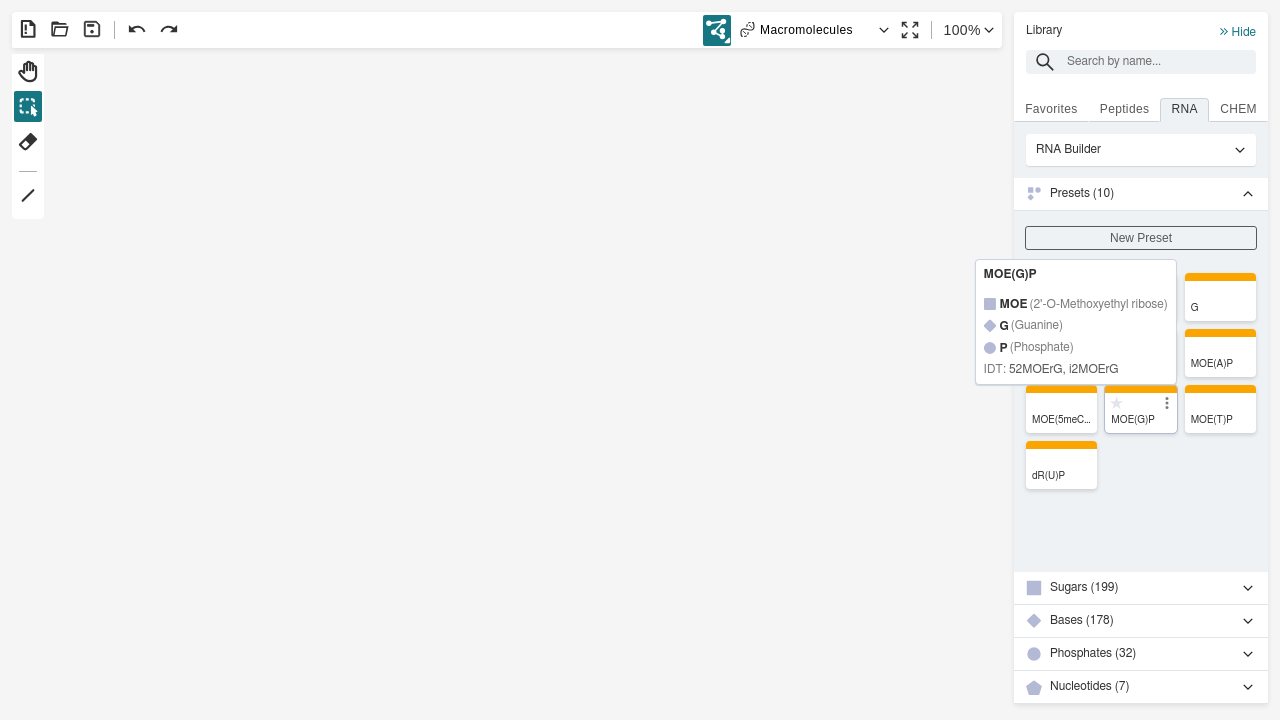 Macromolecules
100%
Library
Hide
Search by name...
Favorites
Peptides
RNA
CHEM
RNA Builder
Presets (10)
New Preset
MOE(G)P
MOE (2'-O-Methoxyethyl ribose)
G (Guanine)
P (Phosphate)
IDT: 52MOErG, i2MOErG
G
MOE(A)P
MOE(5meC...
MOE(G)P
MOE(T)P
dR(U)P
Sugars (199)
Bases (178)
Phosphates (32)
Nucleotides (7)